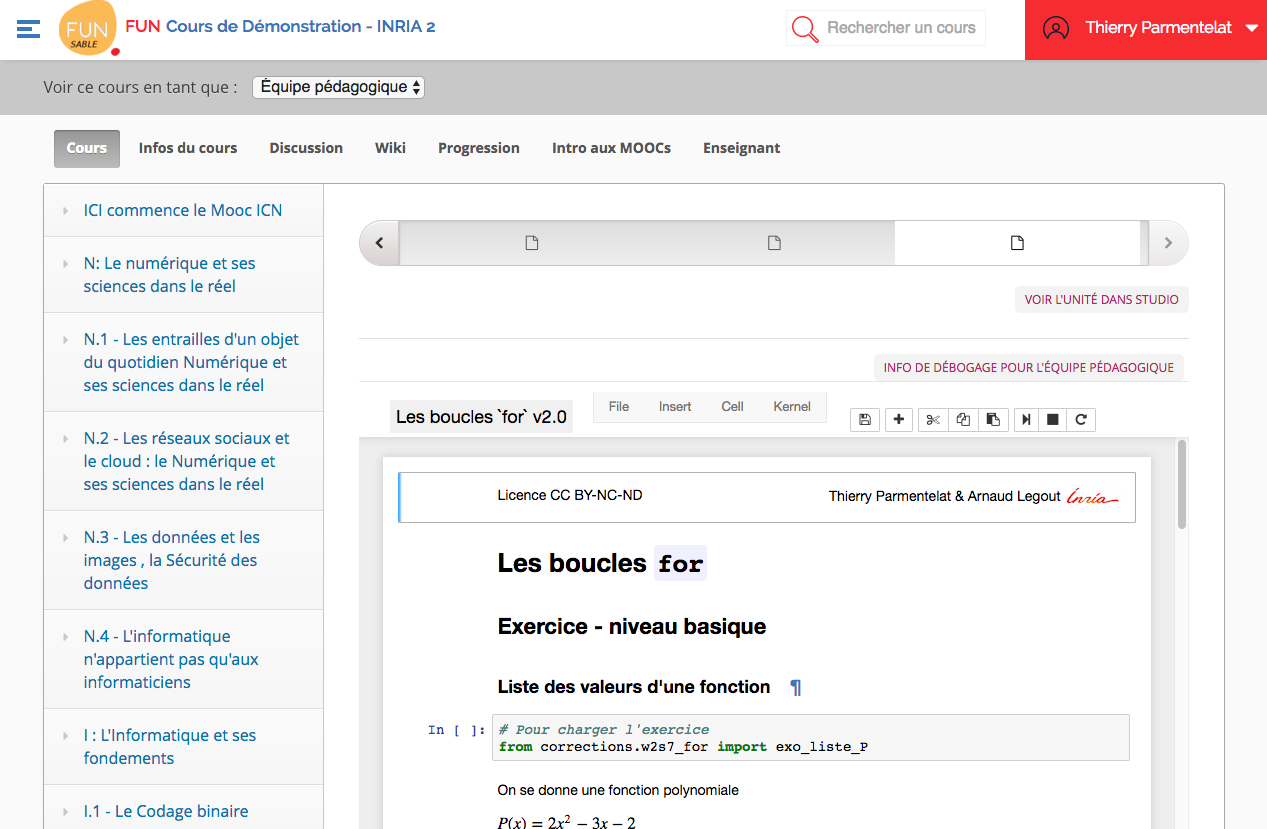 FUN
SABLE
FUN Cours de Démonstration - INRIA 2
Rechercher un cours
Thierry Parmentelat
Voir ce cours en tant que :
Équipe pédagogique
Cours
Infos du cours
Discussion
Wiki
Progression
Intro aux MOOCs
Enseignant
ICI commence le Mooc ICN
N: Le numérique et ses
sciences dans le réel
N.1 - Les entrailles d'un objet
du quotidien Numérique et
ses sciences dans le réel
N.2 - Les réseaux sociaux et
le cloud : le Numérique et
ses sciences dans le réel
N.3 - Les données et les
images , la Sécurité des
données
N.4 - L'informatique
n'appartient pas qu'aux
informaticiens
I : L'Informatique et ses
fondements
I.1 - Le Codage binaire
VOIR L'UNITÉ DANS STUDIO
INFO DE DÉBOGAGE POUR L'ÉQUIPE PÉDAGOGIQUE
Les boucles `for` v2.0
File
Insert
Cell
Kernel
Licence CC BY-NC-ND
Thierry Parmentelat & Arnaud Legout Inria
Les boucles for
Exercice - niveau basique
Liste des valeurs d'une fonction ¶
In [ ]: # Pour charger l'exercice
from corrections.w2s7_for import exo_liste_P
On se donne une fonction polynomiale
P(x) = 2x² − 3x − 2